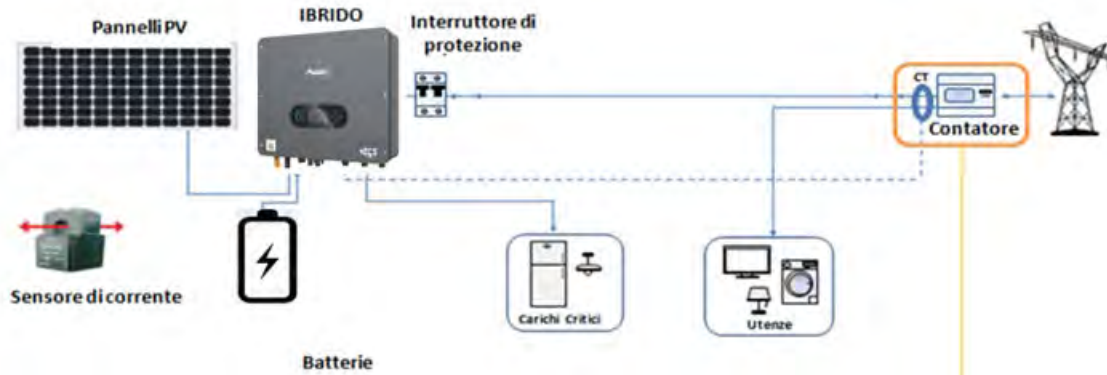 IBRIDO
Pannelli PV
Interruttore di
protezione
CT
Contatore
Sensore di corrente
Carichi Critici
Utenze
Batterie